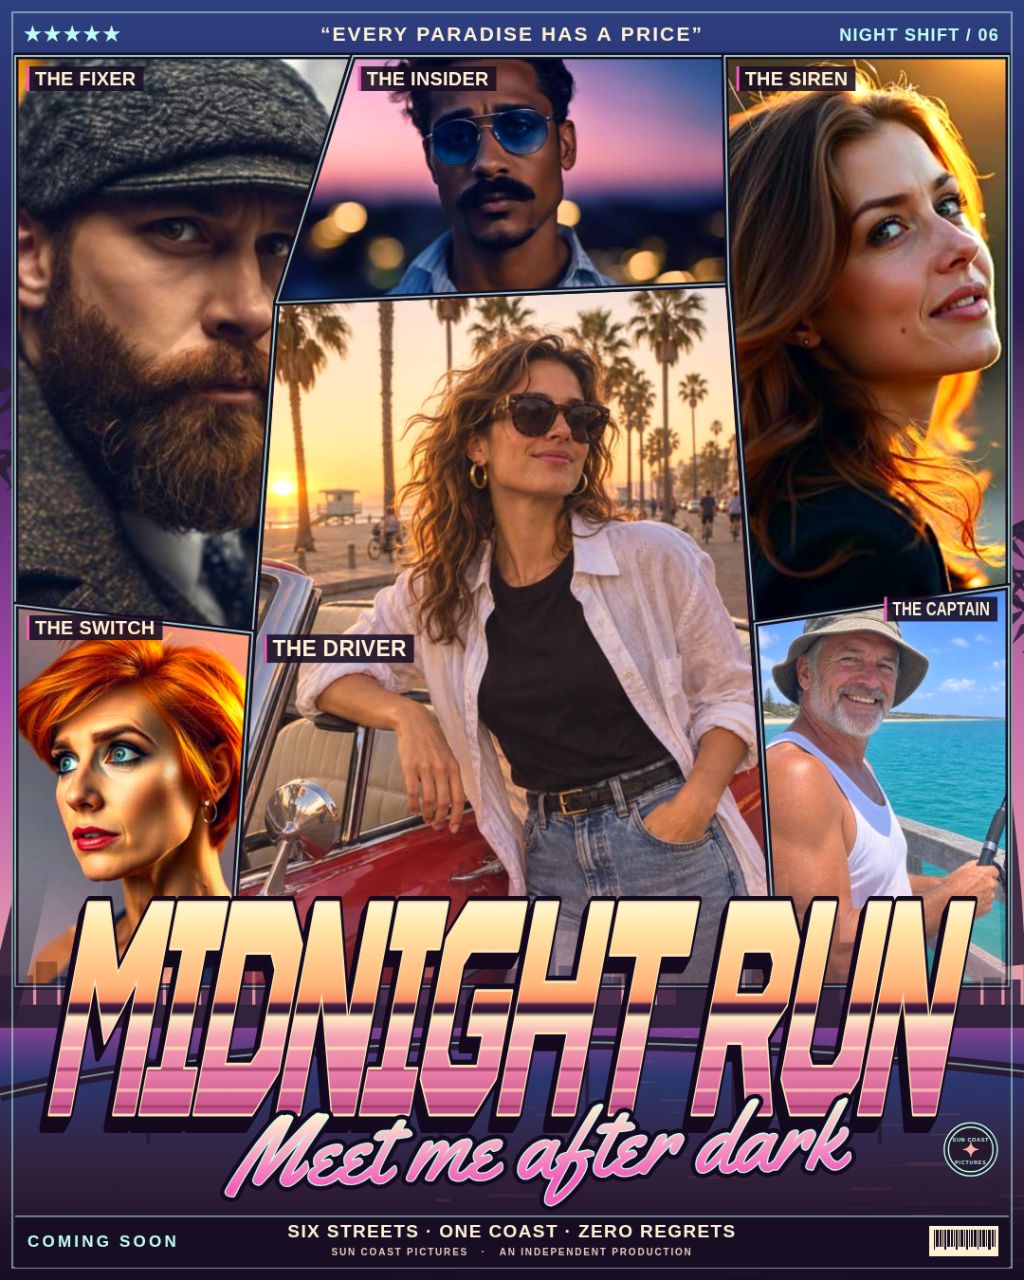 ★★★★★
“EVERY PARADISE HAS A PRICE”
NIGHT SHIFT / 06
THE FIXER
THE INSIDER
THE SIREN
THE SWITCH
THE DRIVER
THE CAPTAIN
MIDNIGHT RUN
Meet me after dark
SUN COAST
PICTURES
COMING SOON
SIX STREETS · ONE COAST · ZERO REGRETS
SUN COAST PICTURES · AN INDEPENDENT PRODUCTION